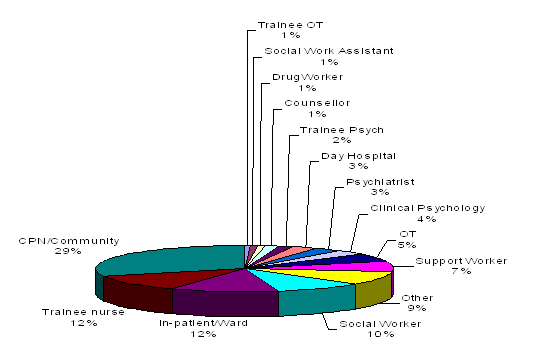 Trainee OT
1%
Social Work Assistant
1%
DrugWorker
1%
Counsellor
1%
Trainee Psych
2%
Day Hospital
3%
Psychiatrist
3%
Clinical Psychology
4%
OT
5%
Support Worker
7%
Other
9%
Social Worker
10%
In-patient/Ward
12%
Trainee nurse
12%
CPN/Community
29%